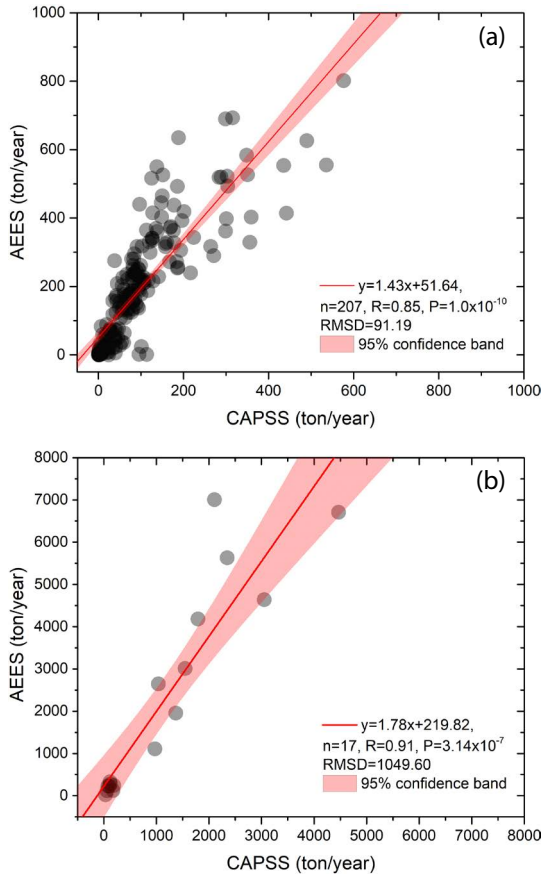 (a)
1000
800
600
400
200
0
AEES (ton/year)
y=1.43x+51.64,
n=207, R=0.85, P=1.0x10⁻¹⁰
RMSD=91.19
95% confidence band
0 200 400 600 800 1000
CAPSS (ton/year)
(b)
8000
7000
6000
5000
4000
3000
2000
1000
0
AEES (ton/year)
y=1.78x+219.82,
n=17, R=0.91, P=3.14x10⁻⁷
RMSD=1049.60
95% confidence band
0 1000 2000 3000 4000 5000 6000 7000 8000
CAPSS (ton/year)